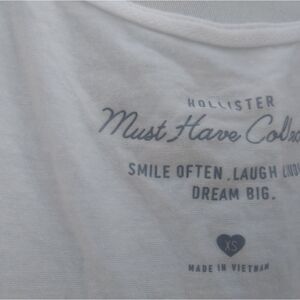 HOLLISTER
Must Have
SMILE OFTEN. LAUGH
DREAM BIG.
XS
MADE IN VIETNAM